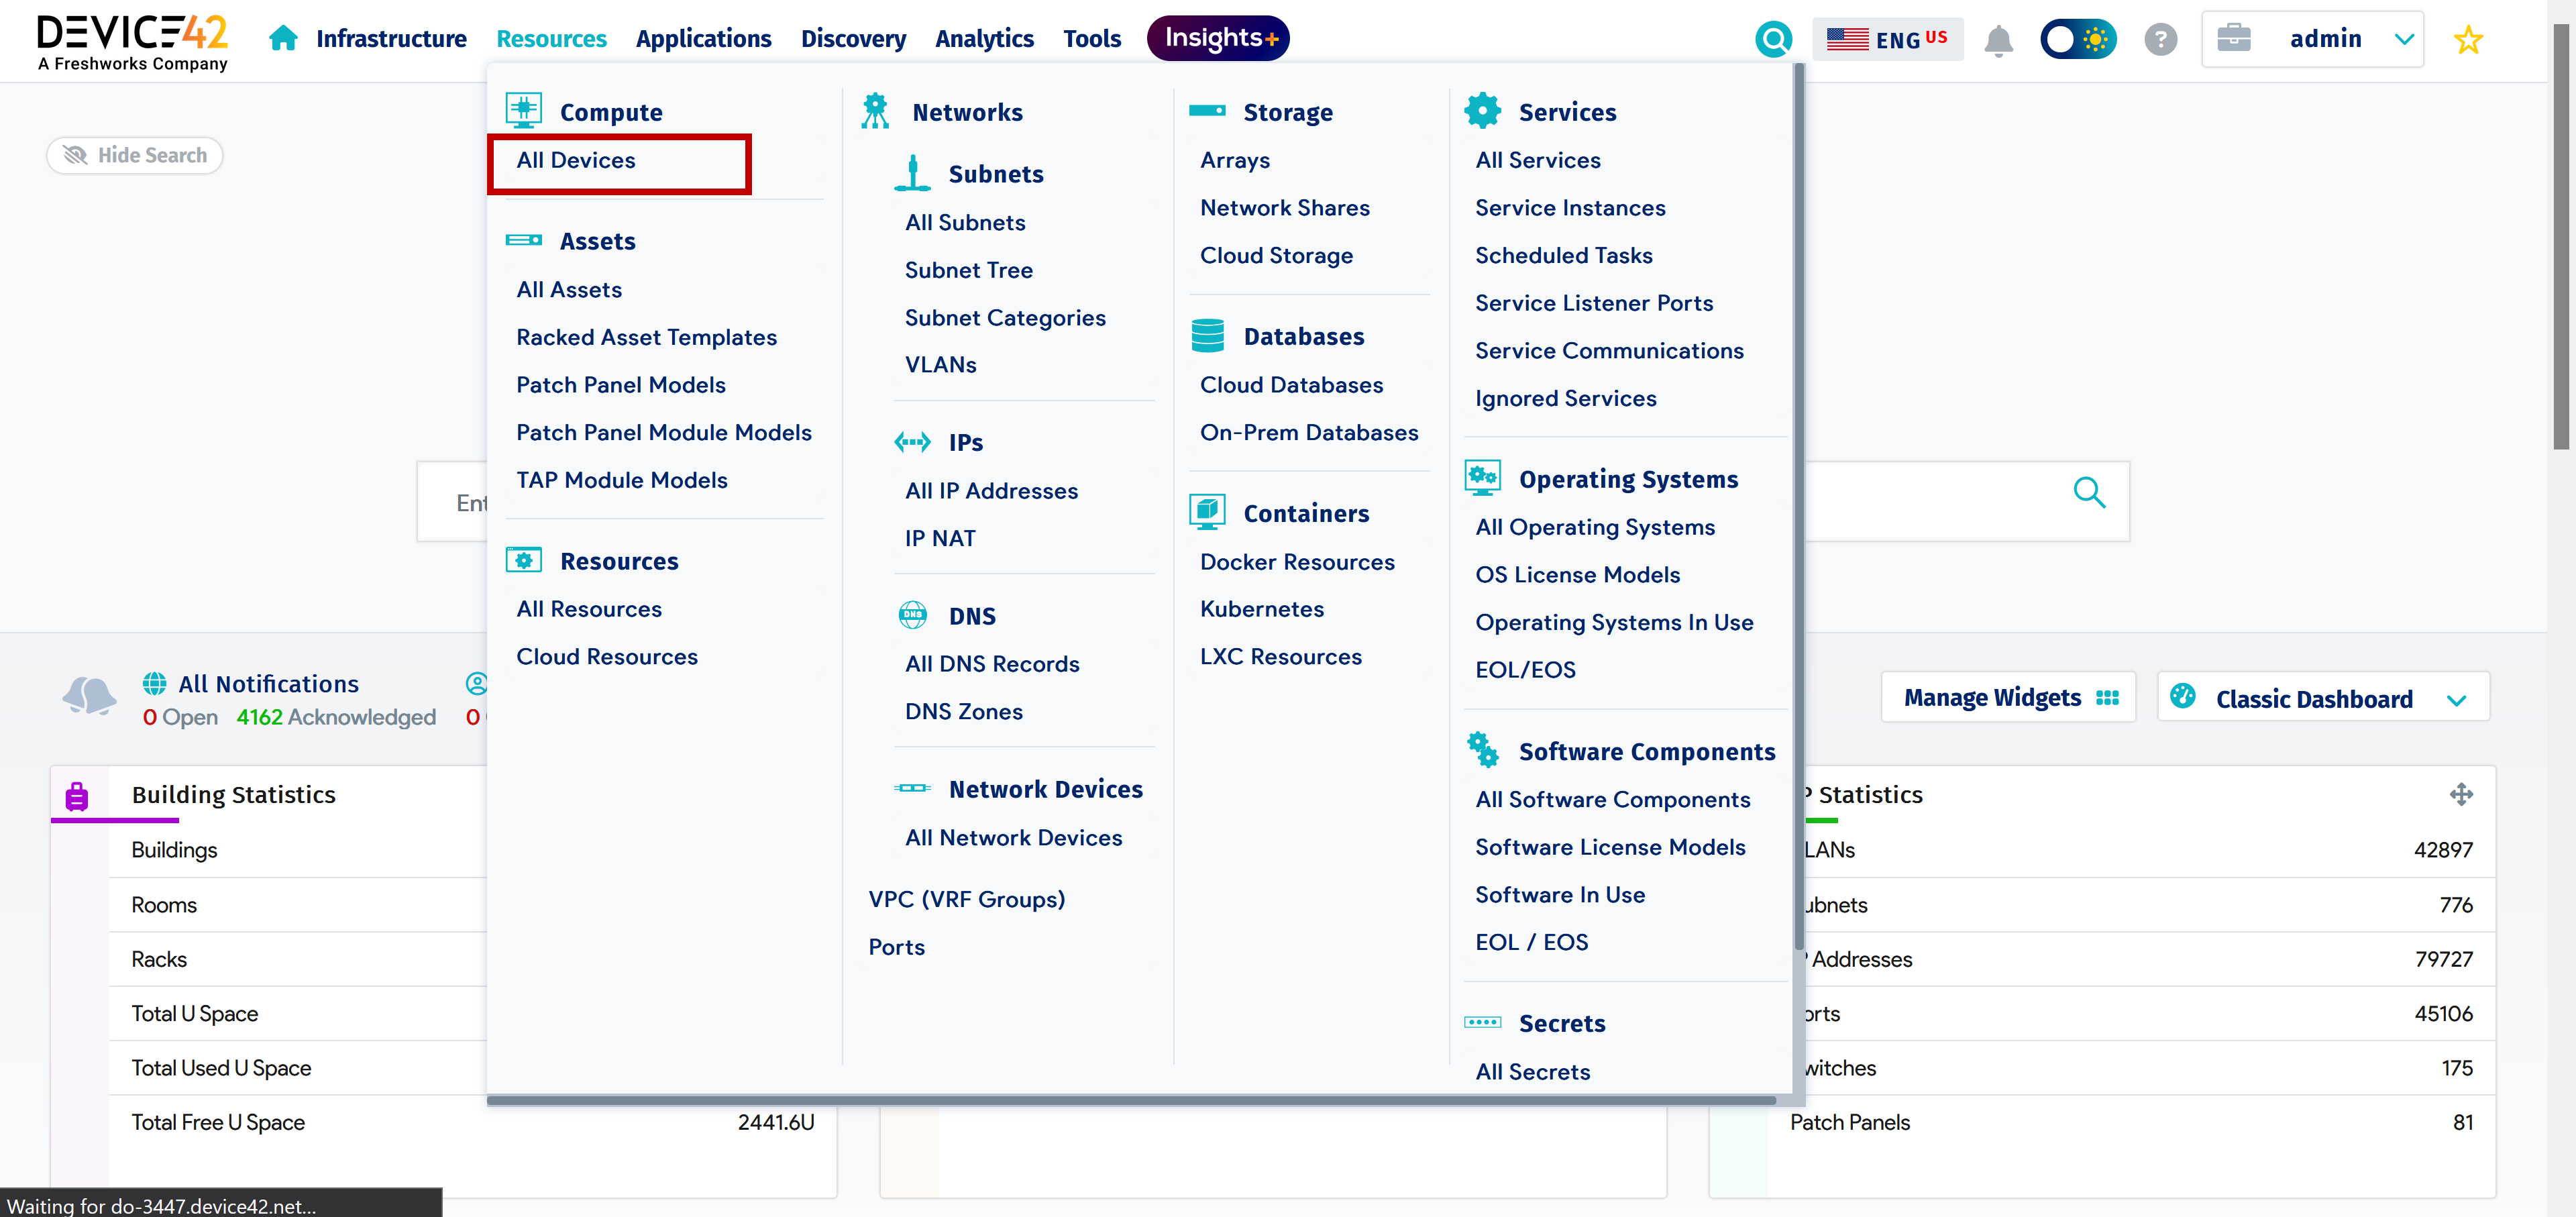 DEVICE42
A Freshworks Company
Infrastructure
Resources
Applications
Discovery
Analytics
Tools
Insights+
ENG US
?
admin
Hide Search
Ent
Compute
All Devices
Assets
All Assets
Racked Asset Templates
Patch Panel Models
Patch Panel Module Models
TAP Module Models
Resources
All Resources
Cloud Resources
Networks
Subnets
All Subnets
Subnet Tree
Subnet Categories
VLANs
IPs
All IP Addresses
IP NAT
DNS
DNS
All DNS Records
DNS Zones
Network Devices
All Network Devices
VPC (VRF Groups)
Ports
Storage
Arrays
Network Shares
Cloud Storage
Databases
Cloud Databases
On-Prem Databases
Containers
Docker Resources
Kubernetes
LXC Resources
Services
All Services
Service Instances
Scheduled Tasks
Service Listener Ports
Service Communications
Ignored Services
Operating Systems
All Operating Systems
OS License Models
Operating Systems In Use
EOL/EOS
Software Components
All Software Components
Software License Models
Software In Use
EOL / EOS
Secrets
All Secrets
All Notifications
0 Open 4162 Acknowledged
0
Manage Widgets
Classic Dashboard
Building Statistics
Buildings
Rooms
Racks
Total U Space
Total Used U Space
Total Free U Space 2441.6U
P Statistics
LANs 42897
ubnets 776
Addresses 79727
orts 45106
witches 175
Patch Panels 81
Waiting for do-3447.device42.net...